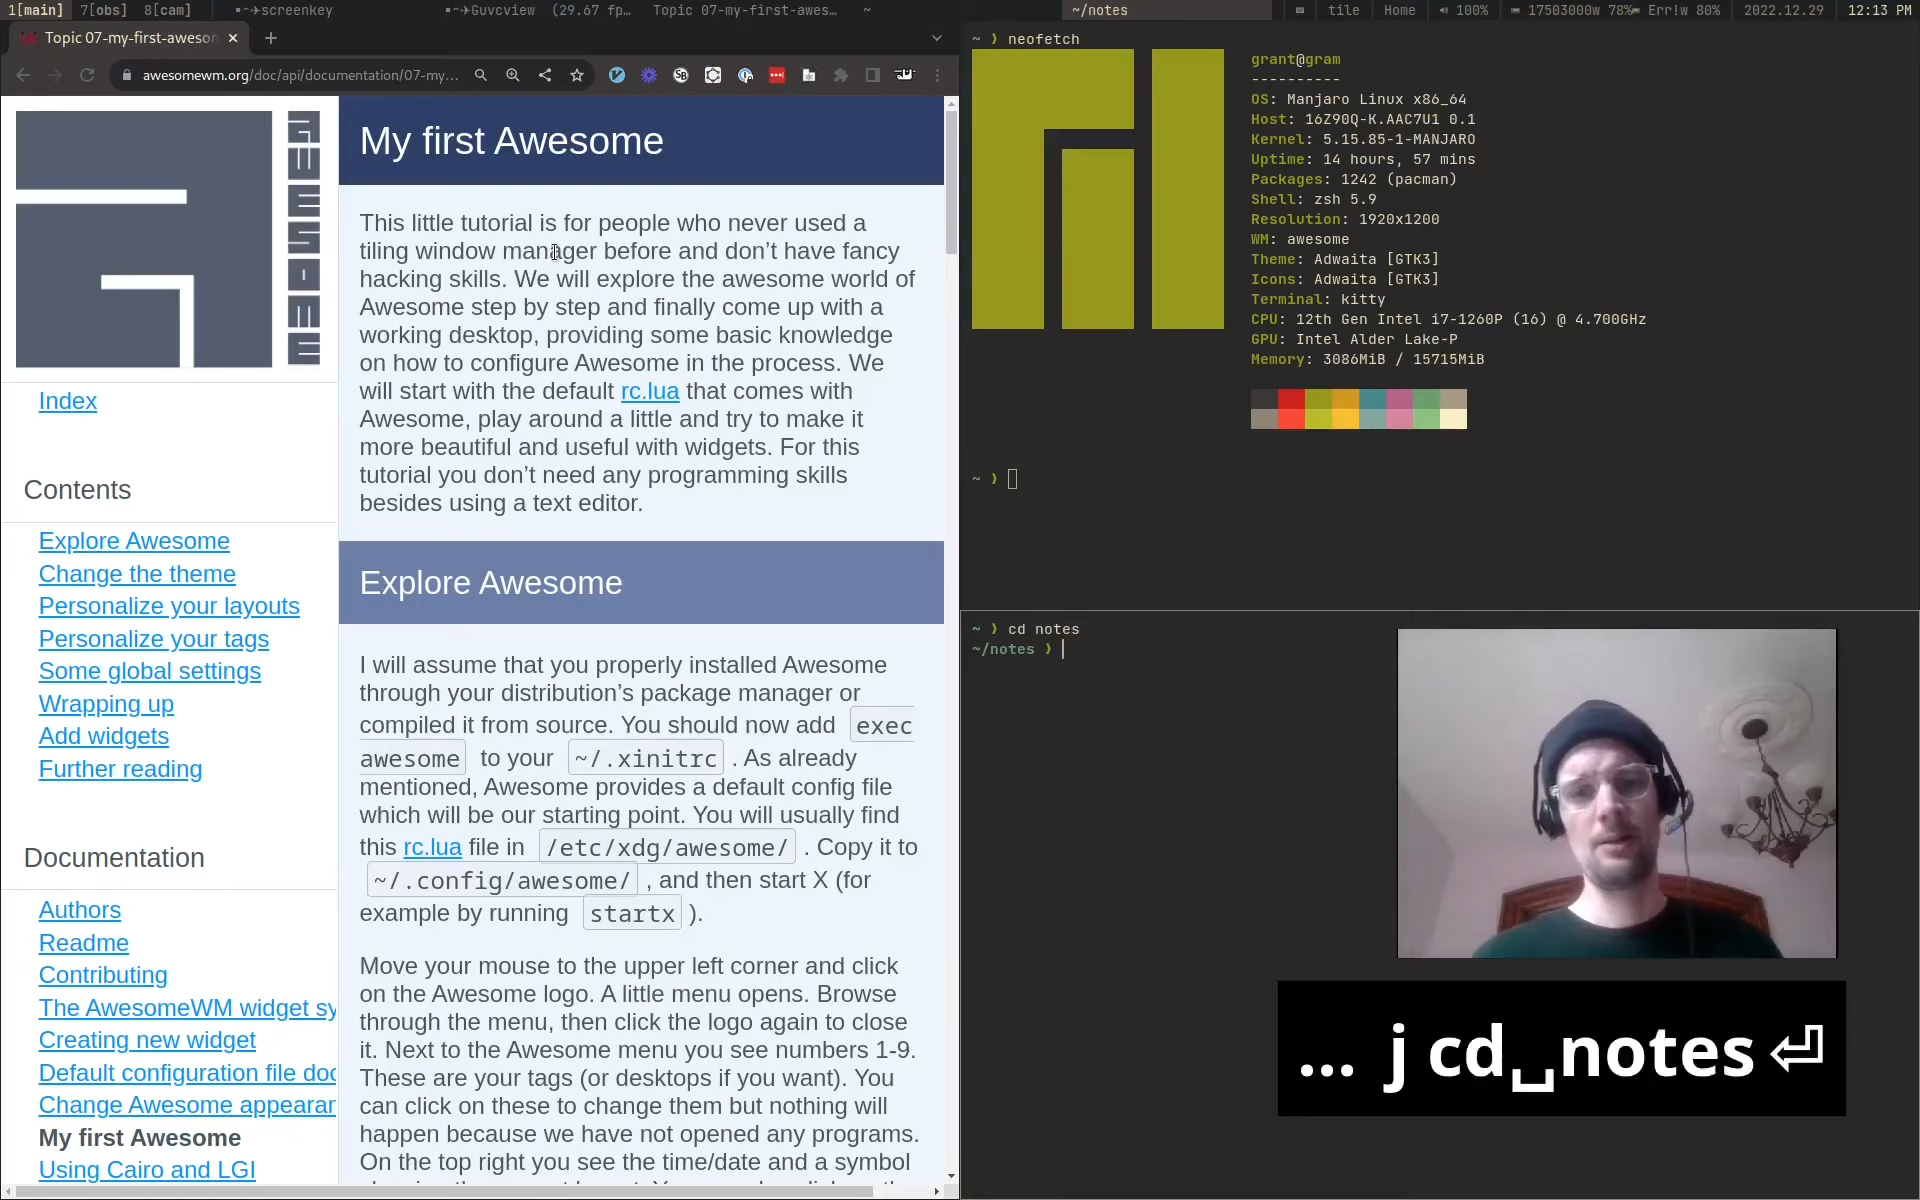 1[main] 7[obs] 8[cam] screenkey Guvcview (29.67 fp… Topic 07-my-first-awes… ~ ~/notes tile Home 100% 17503000w 78% Err!w 80% 2022.12.29 12:13 PM
Topic 07-my-first-aweson
awesomewm.org/doc/api/documentation/07-my...
Index
Contents
Explore Awesome
Change the theme
Personalize your layouts
Personalize your tags
Some global settings
Wrapping up
Add widgets
Further reading
Documentation
Authors
Readme
Contributing
The AwesomeWM widget sy
Creating new widget
Default configuration file doc
Change Awesome appearan
My first Awesome
Using Cairo and LGI
My first Awesome
This little tutorial is for people who never used a
tiling window manager before and don’t have fancy
hacking skills. We will explore the awesome world of
Awesome step by step and finally come up with a
working desktop, providing some basic knowledge
on how to configure Awesome in the process. We
will start with the default rc.lua that comes with
Awesome, play around a little and try to make it
more beautiful and useful with widgets. For this
tutorial you don’t need any programming skills
besides using a text editor.
Explore Awesome
I will assume that you properly installed Awesome
through your distribution’s package manager or
compiled it from source. You should now add exec
awesome to your ~/.xinitrc . As already
mentioned, Awesome provides a default config file
which will be our starting point. You will usually find
this rc.lua file in /etc/xdg/awesome/ . Copy it to
~/.config/awesome/ , and then start X (for
example by running startx ).
Move your mouse to the upper left corner and click
on the Awesome logo. A little menu opens. Browse
through the menu, then click the logo again to close
it. Next to the Awesome menu you see numbers 1-9.
These are your tags (or desktops if you want). You
can click on these to change them but nothing will
happen because we have not opened any programs.
On the top right you see the time/date and a symbol
~ ❯ neofetch
grant@gram
----------
OS: Manjaro Linux x86_64
Host: 16Z90Q-K.AAC7U1 0.1
Kernel: 5.15.85-1-MANJARO
Uptime: 14 hours, 57 mins
Packages: 1242 (pacman)
Shell: zsh 5.9
Resolution: 1920x1200
WM: awesome
Theme: Adwaita [GTK3]
Icons: Adwaita [GTK3]
Terminal: kitty
CPU: 12th Gen Intel i7-1260P (16) @ 4.700GHz
GPU: Intel Alder Lake-P
Memory: 3086MiB / 15715MiB
~ ❯
~ ❯ cd notes
~/notes ❯
... j cd␣notes⏎